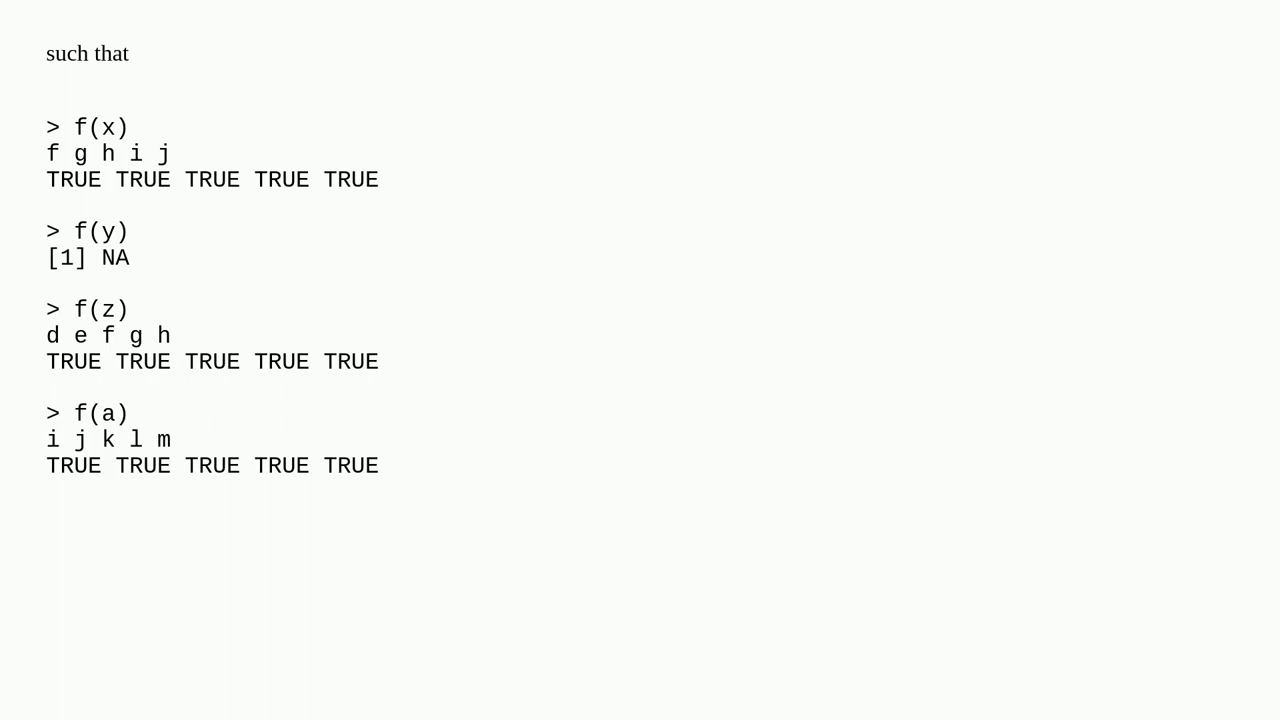 such that
> f(x)
f g h i j
TRUE TRUE TRUE TRUE TRUE
> f(y)
[1] NA
> f(z)
d e f g h
TRUE TRUE TRUE TRUE TRUE
> f(a)
i j k l m
TRUE TRUE TRUE TRUE TRUE